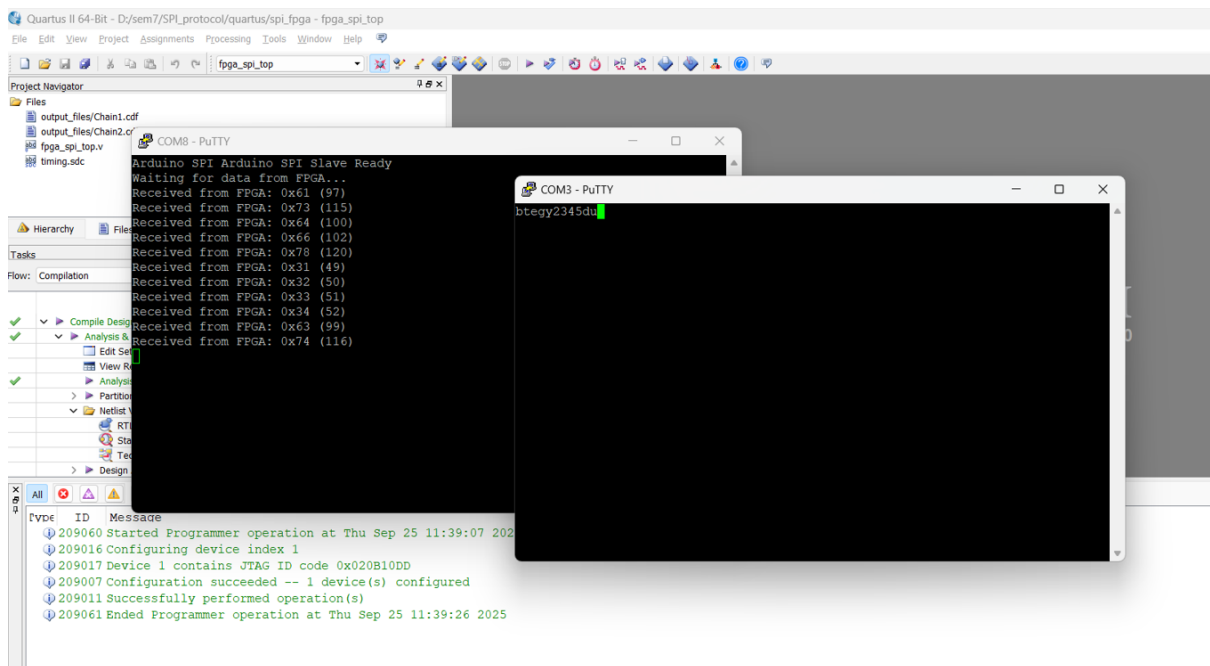 Quartus II 64-Bit - D:/sem7/SPI_protocol/quartus/spi_fpga - fpga_spi_top
File Edit View Project Assignments Processing Tools Window Help
fpga_spi_top
Project Navigator
Files
output_files/Chain1.cdf
output_files/Chain2.c
fpga_spi_top.v
timing.sdc
Hierarchy Files
Tasks
Flow: Compilation
Compile Desig
Analysis &
Edit Set
View Re
Analysis
Partition
Netlist V
RTL
Sta
Tec
Design
COM8 - PuTTY
Arduino SPI Arduino SPI Slave Ready
Waiting for data from FPGA...
Received from FPGA: 0x61 (97)
Received from FPGA: 0x73 (115)
Received from FPGA: 0x64 (100)
Received from FPGA: 0x66 (102)
Received from FPGA: 0x78 (120)
Received from FPGA: 0x31 (49)
Received from FPGA: 0x32 (50)
Received from FPGA: 0x33 (51)
Received from FPGA: 0x34 (52)
Received from FPGA: 0x63 (99)
Received from FPGA: 0x74 (116)
COM3 - PuTTY
btegy2345du
All
Type ID Message
209060 Started Programmer operation at Thu Sep 25 11:39:07 202
209016 Configuring device index 1
209017 Device 1 contains JTAG ID code 0x020B10DD
209007 Configuration succeeded -- 1 device(s) configured
209011 Successfully performed operation(s)
209061 Ended Programmer operation at Thu Sep 25 11:39:26 2025